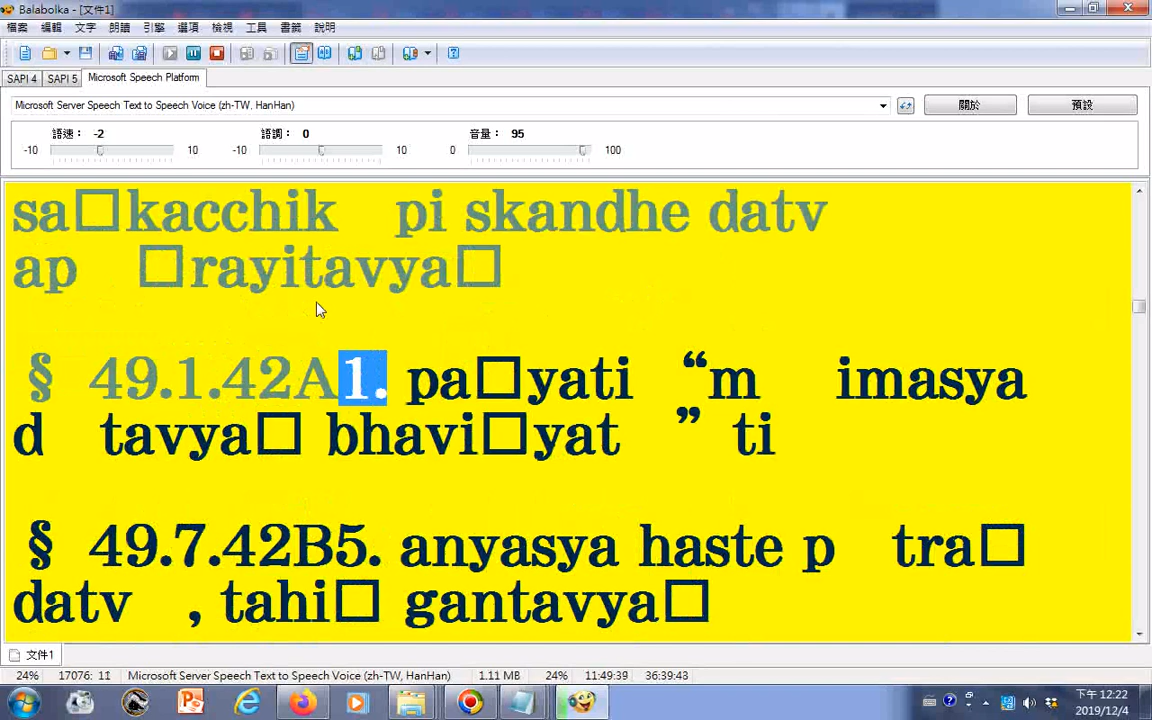 Balabolka - [文件1]
檔案 編輯 文字 朗讀 引擎 選項 檢視 工具 書籤 說明
SAPI 4 SAPI 5 Microsoft Speech Platform
Microsoft Server Speech Text to Speech Voice (zh-TW, HanHan) 關於 預設
語速： -2 語調： 0 音量： 95
-10 10 -10 10 0 100
sa□kacchik pi skandhe datv
ap □rayitavya□
§ 49.1.42A1. pa□yati “m imasya
d tavya□ bhavi□yat ” ti
§ 49.7.42B5. anyasya haste p tra□
datv , tahi□ gantavya□
文件1
24% 17076: 11 Microsoft Server Speech Text to Speech Voice (zh-TW, HanHan) 1.11 MB 24% 11:49:39 36:39:43
下午 12:22
2019/12/4